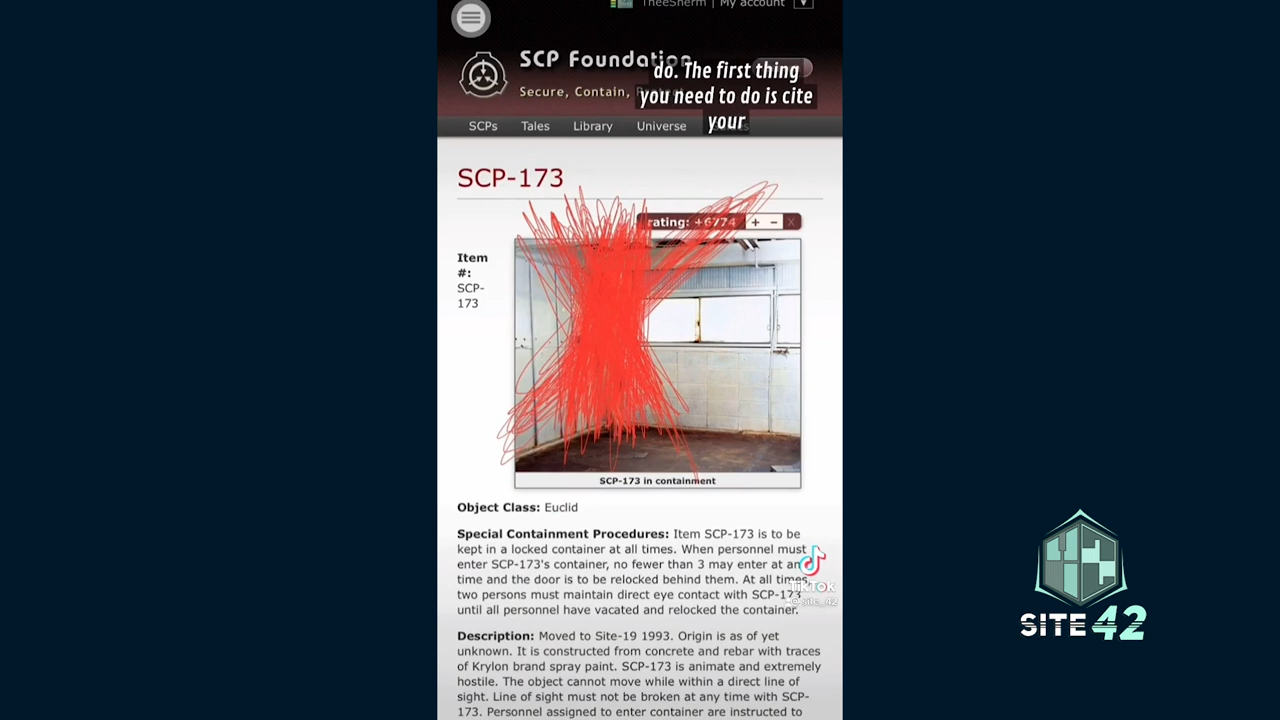 TheeSherm | My account
SCP Foundation
Secure, Contain,
do. The first thing
you need to do is cite
your
SCPs Tales Library Universe
SCP-173
rating: +6774 + − X
Item
#:
SCP-
173
SCP-173 in containment
Object Class: Euclid
Special Containment Procedures: Item SCP-173 is to be
kept in a locked container at all times. When personnel must
enter SCP-173's container, no fewer than 3 may enter at any
time and the door is to be relocked behind them. At all times,
two persons must maintain direct eye contact with SCP-173
until all personnel have vacated and relocked the container.
Description: Moved to Site-19 1993. Origin is as of yet
unknown. It is constructed from concrete and rebar with traces
of Krylon brand spray paint. SCP-173 is animate and extremely
hostile. The object cannot move while within a direct line of
sight. Line of sight must not be broken at any time with SCP-
173. Personnel assigned to enter container are instructed to
TikTok
@site_42
SITE 42